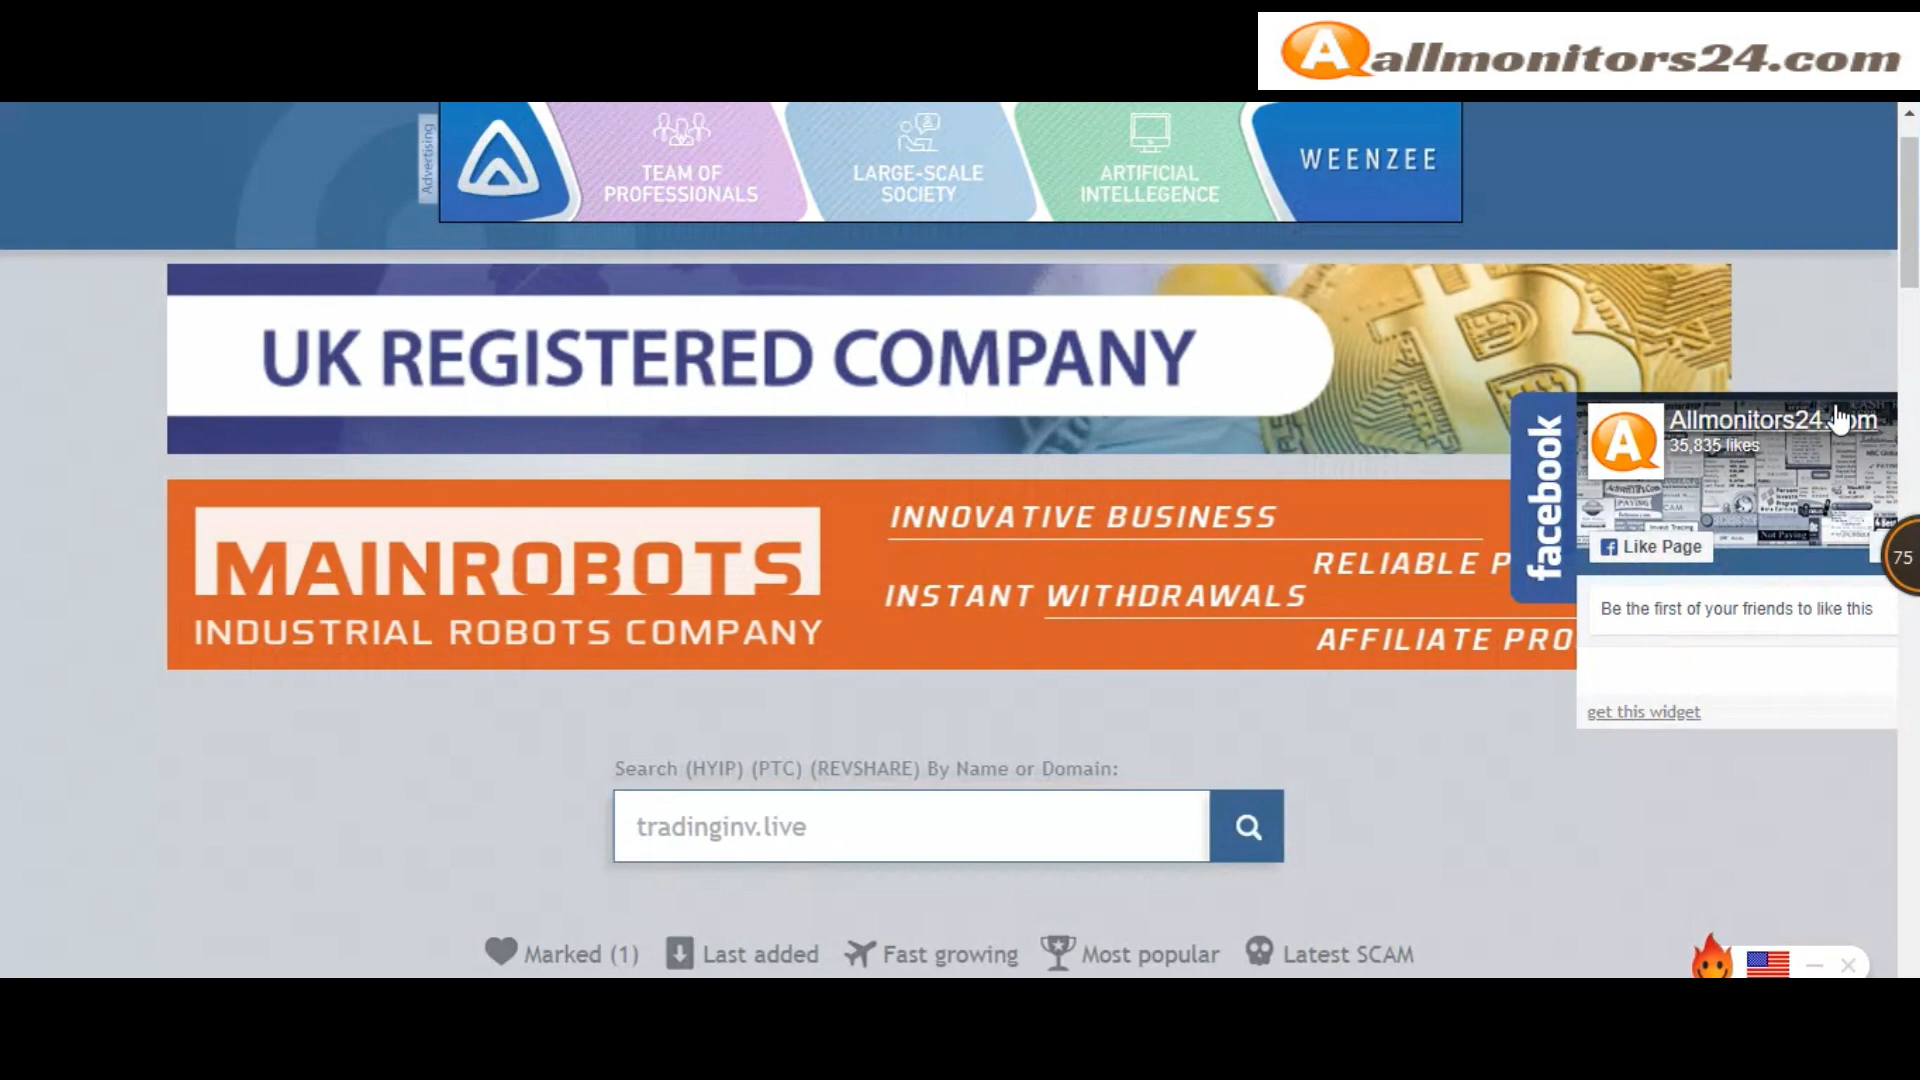 allmonitors24.com
Advertising
TEAM OF
PROFESSIONALS
LARGE-SCALE
SOCIETY
ARTIFICIAL
INTELLEGENCE
WEENZEE
UK REGISTERED COMPANY
MAINROBOTS
INDUSTRIAL ROBOTS COMPANY
INNOVATIVE BUSINESS
RELIABLE P
INSTANT WITHDRAWALS
AFFILIATE PRO
facebook
Allmonitors24.com
35,835 likes
Like Page
Be the first of your friends to like this
get this widget
75
Search (HYIP) (PTC) (REVSHARE) By Name or Domain:
tradinginv.live
Marked (1)
Last added
Fast growing
Most popular
Latest SCAM